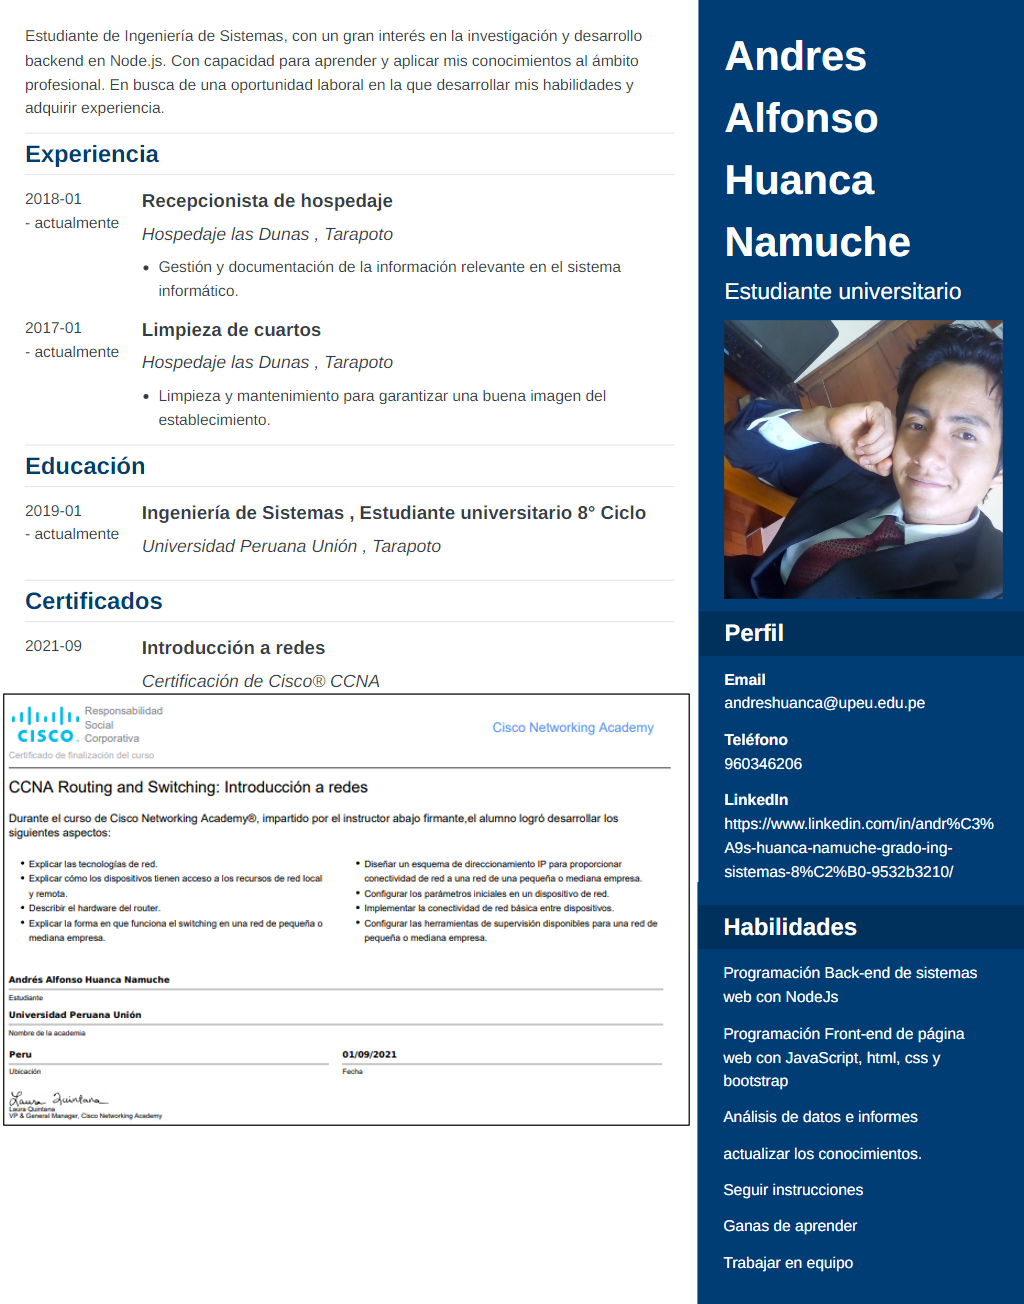 Estudiante de Ingeniería de Sistemas, con un gran interés en la investigación y desarrollo
backend en Node.js. Con capacidad para aprender y aplicar mis conocimientos al ámbito
profesional. En busca de una oportunidad laboral en la que desarrollar mis habilidades y
adquirir experiencia.
Experiencia
2018-01
- actualmente
Recepcionista de hospedaje
Hospedaje las Dunas , Tarapoto
• Gestión y documentación de la información relevante en el sistema
informático.
2017-01
- actualmente
Limpieza de cuartos
Hospedaje las Dunas , Tarapoto
• Limpieza y mantenimiento para garantizar una buena imagen del
establecimiento.
Educación
2019-01
- actualmente
Ingeniería de Sistemas , Estudiante universitario 8° Ciclo
Universidad Peruana Unión , Tarapoto
Certificados
2021-09
Introducción a redes
Certificación de Cisco® CCNA
CISCO
Responsabilidad
Social
Corporativa
Cisco Networking Academy
Certificado de finalización del curso
CCNA Routing and Switching: Introducción a redes
Durante el curso de Cisco Networking Academy®, impartido por el instructor abajo firmante,el alumno logró desarrollar los
siguientes aspectos:
• Explicar las tecnologías de red.
• Explicar cómo los dispositivos tienen acceso a los recursos de red local
y remota.
• Describir el hardware del router.
• Explicar la forma en que funciona el switching en una red de pequeña o
mediana empresa.
• Diseñar un esquema de direccionamiento IP para proporcionar
conectividad de red a una red de una pequeña o mediana empresa.
• Configurar los parámetros iniciales en un dispositivo de red.
• Implementar la conectividad de red básica entre dispositivos.
• Configurar las herramientas de supervisión disponibles para una red de
pequeña o mediana empresa.
Andrés Alfonso Huanca Namuche
Estudiante
Universidad Peruana Unión
Nombre de la academia
Peru
Ubicación
01/09/2021
Fecha
Laura Quintana
Laura Quintana
VP & General Manager, Cisco Networking Academy
Andres
Alfonso
Huanca
Namuche
Estudiante universitario
Perfil
Email
andreshuanca@upeu.edu.pe
Teléfono
960346206
LinkedIn
https://www.linkedin.com/in/andr%C3%
A9s-huanca-namuche-grado-ing-
sistemas-8%C2%B0-9532b3210/
Habilidades
Programación Back-end de sistemas
web con NodeJs
Programación Front-end de página
web con JavaScript, html, css y
bootstrap
Análisis de datos e informes
actualizar los conocimientos.
Seguir instrucciones
Ganas de aprender
Trabajar en equipo